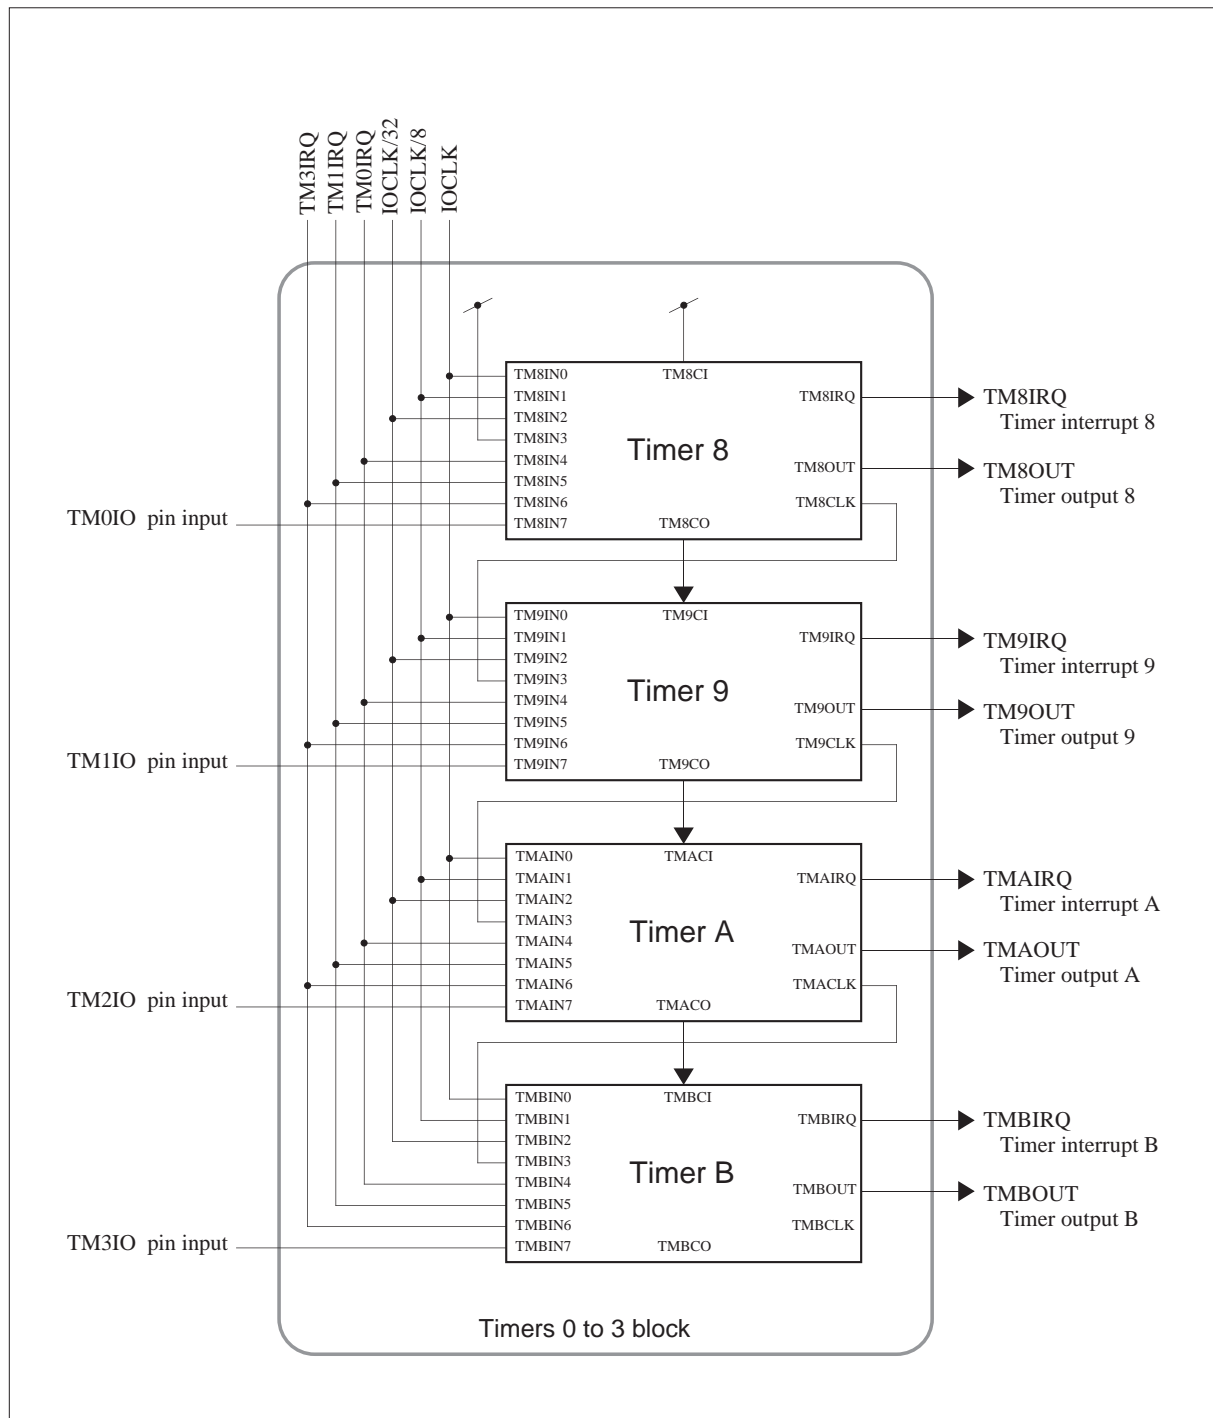 TM3IRQ
TM1IRQ
TM0IRQ
IOCLK/32
IOCLK/8
IOCLK
TM8IN0
TM8IN1
TM8IN2
TM8IN3
TM8IN4
TM8IN5
TM8IN6
TM8IN7
TM8CI
Timer 8
TM8CO
TM8IRQ
TM8OUT
TM8CLK
TM8IRQ
Timer interrupt 8
TM8OUT
Timer output 8
TM0IO pin input
TM9IN0
TM9IN1
TM9IN2
TM9IN3
TM9IN4
TM9IN5
TM9IN6
TM9IN7
TM9CI
Timer 9
TM9CO
TM9IRQ
TM9OUT
TM9CLK
TM9IRQ
Timer interrupt 9
TM9OUT
Timer output 9
TM1IO pin input
TMAIN0
TMAIN1
TMAIN2
TMAIN3
TMAIN4
TMAIN5
TMAIN6
TMAIN7
TMACI
Timer A
TMACO
TMAIRQ
TMAOUT
TMACLK
TMAIRQ
Timer interrupt A
TMAOUT
Timer output A
TM2IO pin input
TMBIN0
TMBIN1
TMBIN2
TMBIN3
TMBIN4
TMBIN5
TMBIN6
TMBIN7
TMBCI
Timer B
TMBCO
TMBIRQ
TMBOUT
TMBCLK
TMBIRQ
Timer interrupt B
TMBOUT
Timer output B
TM3IO pin input
Timers 0 to 3 block